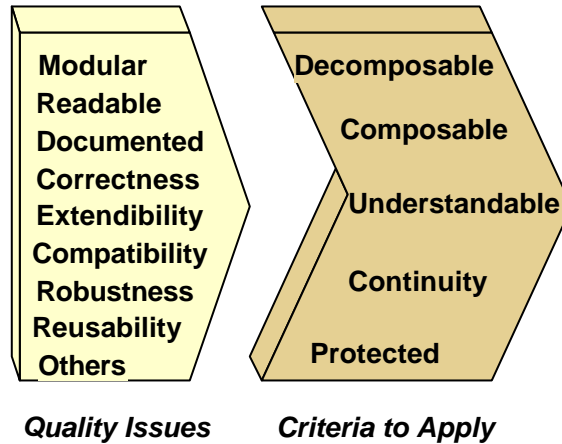 Modular
Readable
Documented
Correctness
Extendibility
Compatibility
Robustness
Reusability
Others
Quality Issues
Decomposable
Composable
Understandable
Continuity
Protected
Criteria to Apply